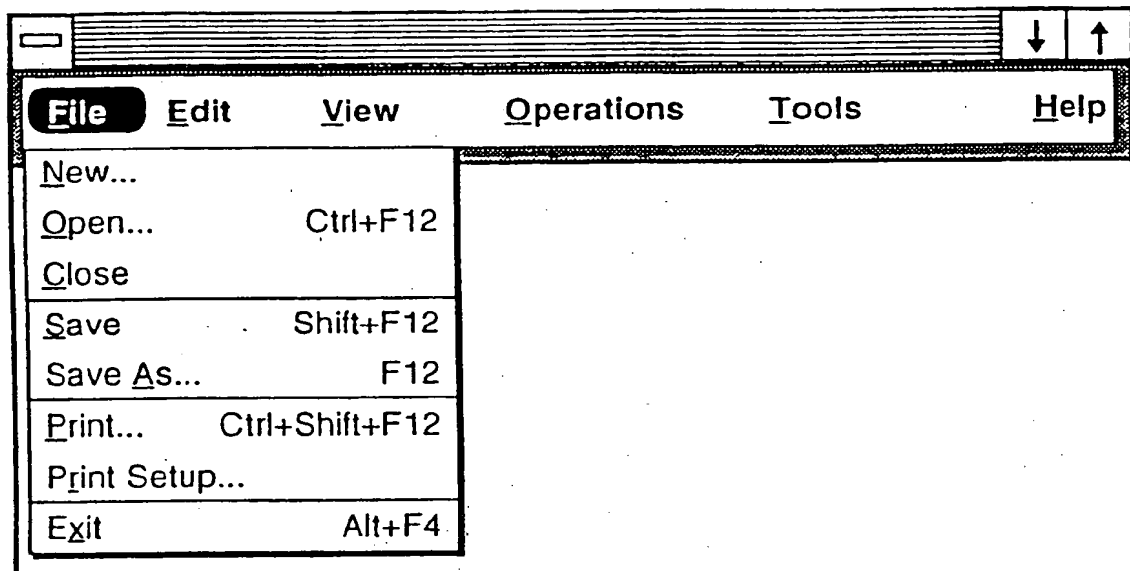 File Edit View Operations Tools Help
New...
Open... Ctrl+F12
Close
Save Shift+F12
Save As... F12
Print... Ctrl+Shift+F12
Print Setup...
Exit Alt+F4